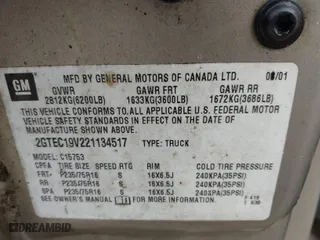 GM
MFD BY GENERAL MOTORS OF CANADA LTD. 08/01
GVWR GAWR FRT GAWR RR
2812KG(6200LB) 1633KG(3600LB) 1672KG(3686LB)
THIS VEHICLE CONFORMS TO ALL APPLICABLE U.S. FEDERAL MOTOR
VEHICLE SAFETY AND THEFT PREVENTION STANDARDS IN EFFECT ON
THE DATE OF MANUFACTURE SHOWN ABOVE.
2GTEC19V221134517 TYPE: TRUCK
MODEL: C15753
TIRE SIZE SPEED RTG RIM COLD TIRE PRESSURE
FRT P235/75R16 S 16X6.5J 240KPA(35PSI)
RR P235/75R16 S 16X6.5J 240KPA(35PSI)
SPA P235/75R16 S 16X6.5J 240KPA(35PSI)
SEE OWNER'S MANUAL FOR MORE INFORMATION
DREAMBID